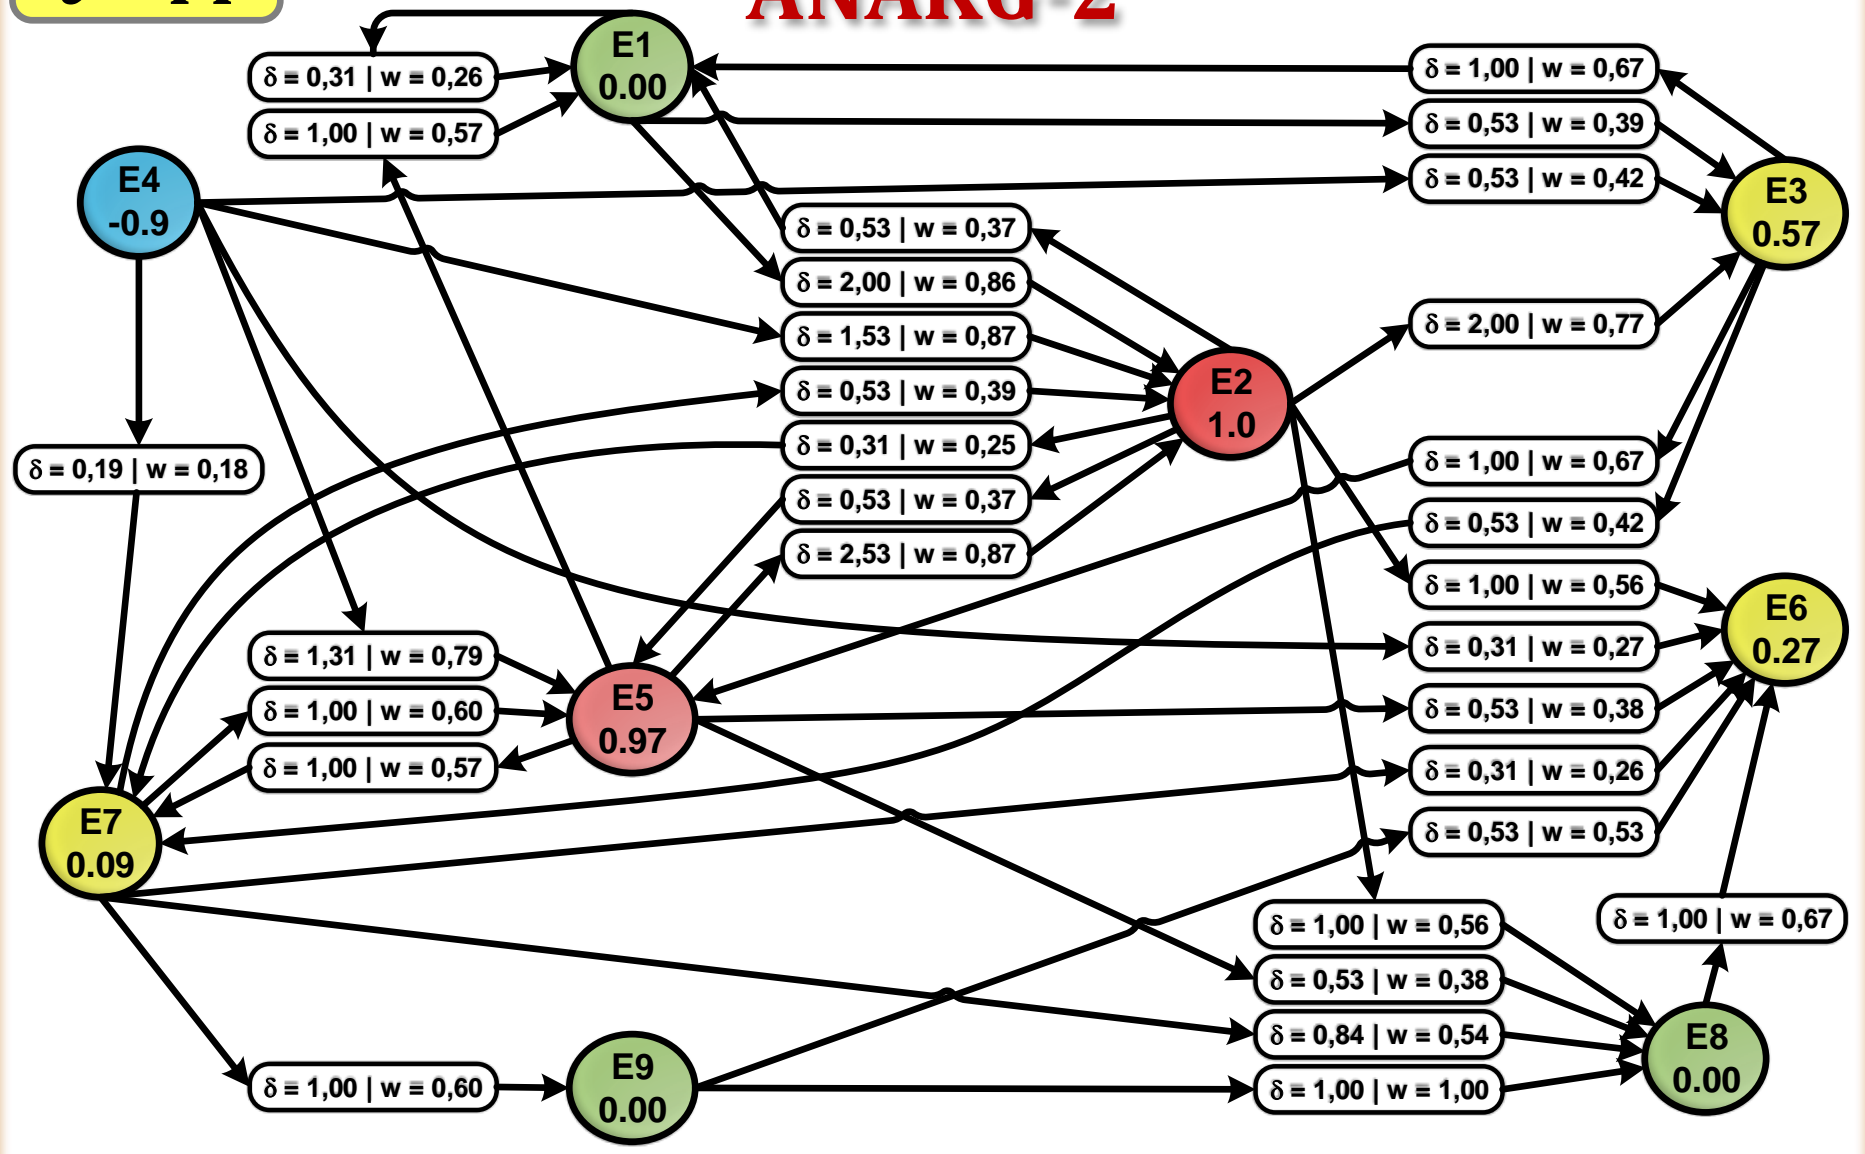 ANAKG-2
E1
0.00
δ = 0,31 | w = 0,26
δ = 1,00 | w = 0,57
δ = 1,00 | w = 0,67
δ = 0,53 | w = 0,39
δ = 0,53 | w = 0,42
E4
-0.9
E3
0.57
δ = 0,53 | w = 0,37
δ = 2,00 | w = 0,86
δ = 1,53 | w = 0,87
δ = 0,53 | w = 0,39
δ = 0,31 | w = 0,25
δ = 0,53 | w = 0,37
δ = 2,53 | w = 0,87
δ = 2,00 | w = 0,77
E2
1.0
δ = 0,19 | w = 0,18
δ = 1,00 | w = 0,67
δ = 0,53 | w = 0,42
δ = 1,00 | w = 0,56
δ = 0,31 | w = 0,27
δ = 0,53 | w = 0,38
δ = 0,31 | w = 0,26
δ = 0,53 | w = 0,53
E6
0.27
δ = 1,31 | w = 0,79
δ = 1,00 | w = 0,60
δ = 1,00 | w = 0,57
E5
0.97
E7
0.09
δ = 1,00 | w = 0,56
δ = 0,53 | w = 0,38
δ = 0,84 | w = 0,54
δ = 1,00 | w = 1,00
δ = 1,00 | w = 0,67
E8
0.00
δ = 1,00 | w = 0,60
E9
0.00